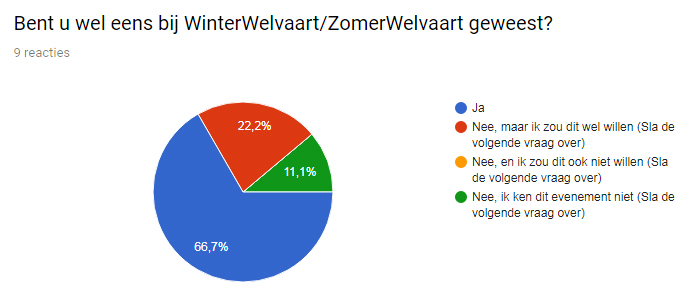 Bent u wel eens bij WinterWelvaart/ZomerWelvaart geweest?
9 reacties
22,2%
11,1%
66,7%
Ja
Nee, maar ik zou dit wel willen (Sla de
volgende vraag over)
Nee, en ik zou dit ook niet willen (Sla
de volgende vraag over)
Nee, ik ken dit evenement niet (Sla de
volgende vraag over)